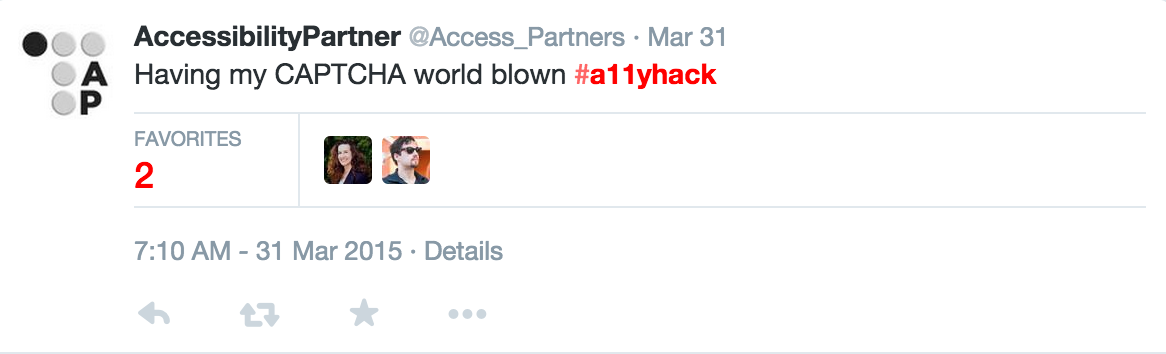 AccessibilityPartner @Access_Partners · Mar 31
Having my CAPTCHA world blown #a11yhack
A
P
FAVORITES
2
7:10 AM - 31 Mar 2015 · Details